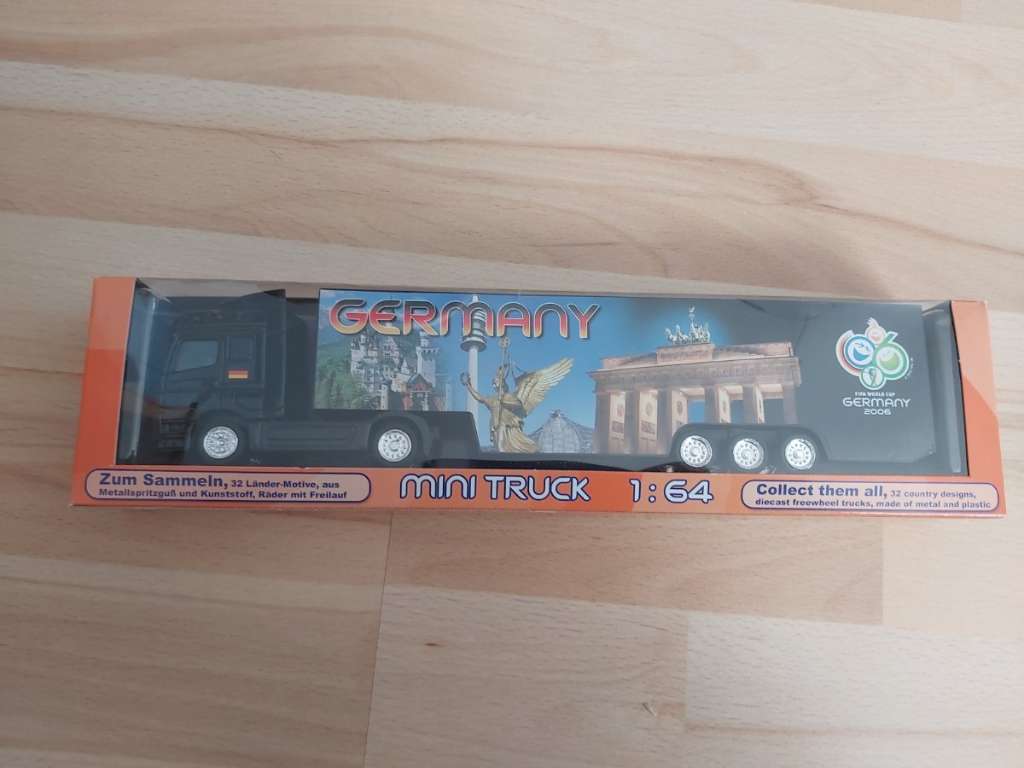 GERMANY
FIFA WORLD CUP
GERMANY
2006
Zum Sammeln, 32 Länder-Motive, aus
Metallspritzguß und Kunststoff, Räder mit Freilauf
MINI TRUCK 1:64
Collect them all, 32 country designs,
diecast freewheel trucks, made of metal and plastic